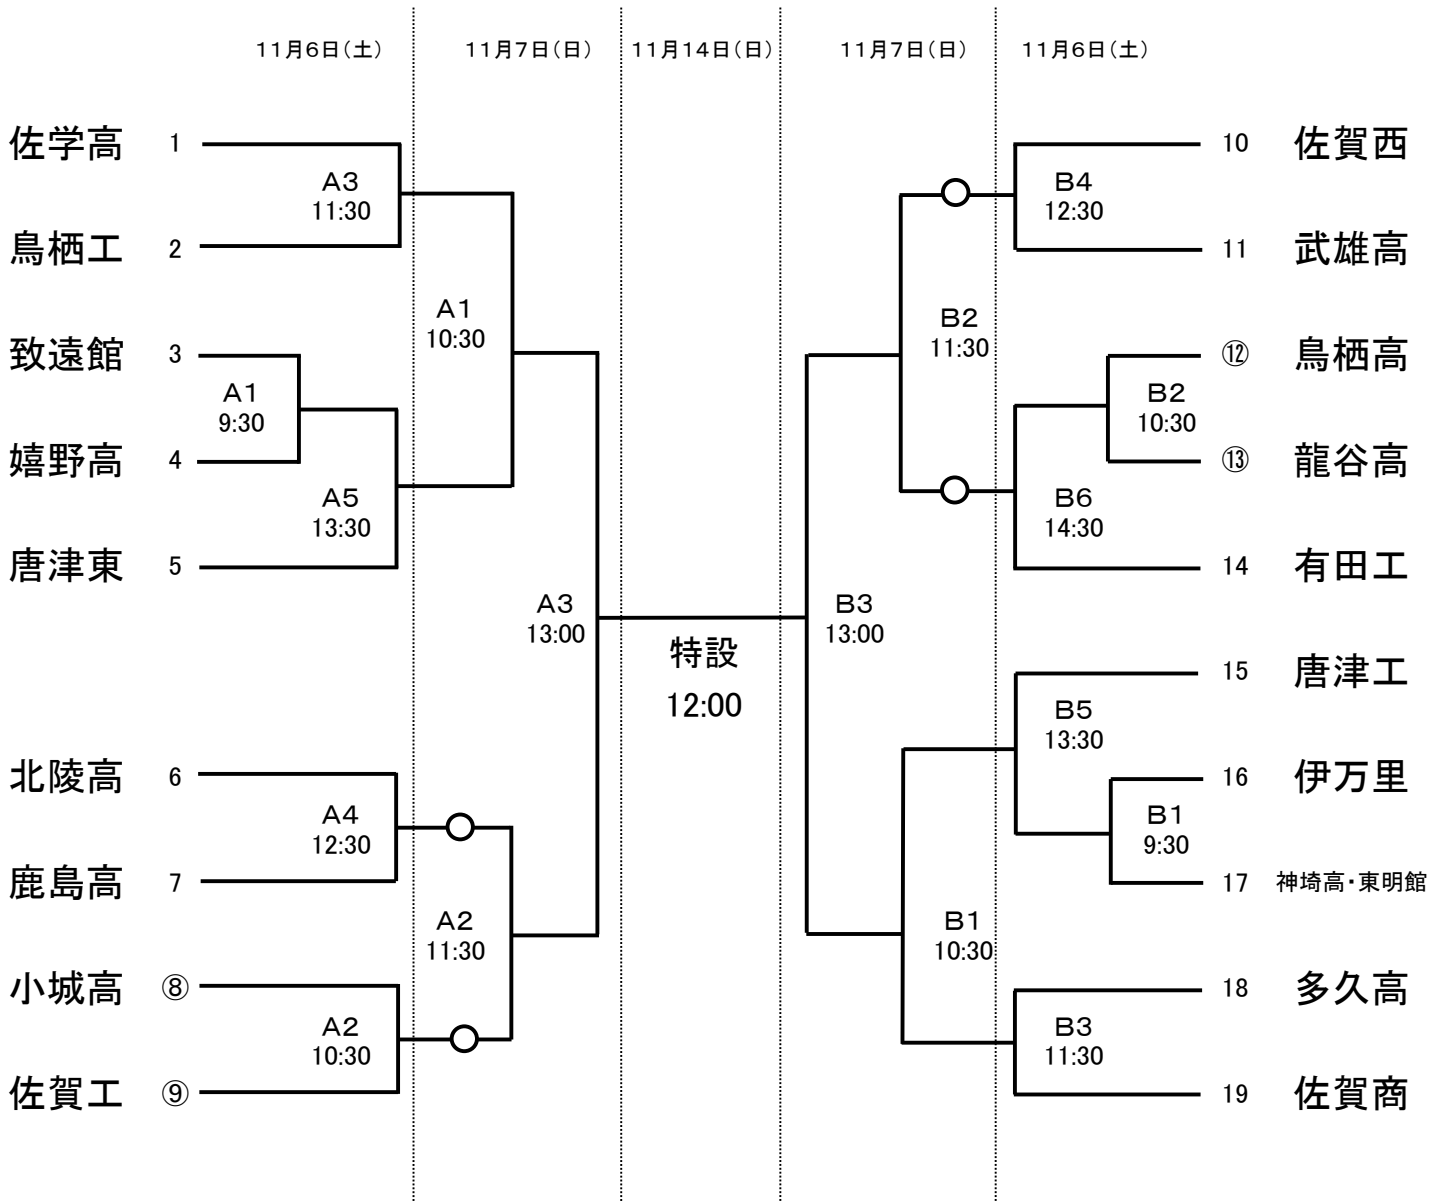 11月6日(土)
11月7日(日)
11月14日(日)
11月7日(日)
11月6日(土)
佐学高 1
鳥栖工 2
致遠館 3
嬉野高 4
唐津東 5
北陵高 6
鹿島高 7
小城高 ⑧
佐賀工 ⑨
A3
11:30
A1
9:30
A5
13:30
A4
12:30
A2
10:30
A1
10:30
A2
11:30
A3
13:00
特設
12:00
B3
13:00
B2
11:30
B1
10:30
B4
12:30
B2
10:30
B6
14:30
B5
13:30
B1
9:30
B3
11:30
10 佐賀西
11 武雄高
⑫ 鳥栖高
⑬ 龍谷高
14 有田工
15 唐津工
16 伊万里
17 神埼高・東明館
18 多久高
19 佐賀商